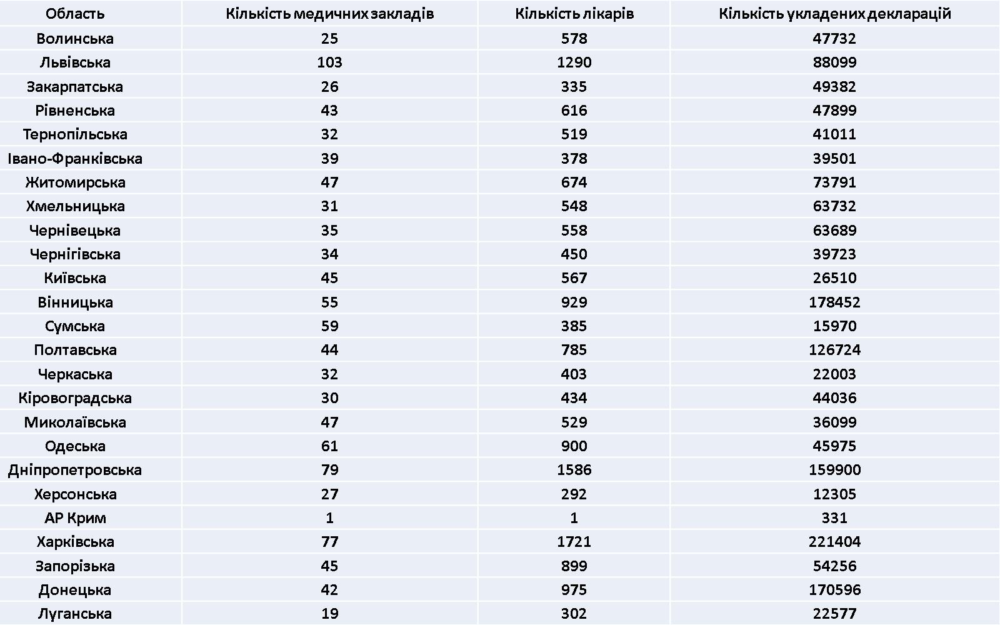 Область Кількість медичних закладів Кількість лікарів Кількість укладених декларацій
Волинська 25 578 47732
Львівська 103 1290 88099
Закарпатська 26 335 49382
Рівненська 43 616 47899
Тернопільська 32 519 41011
Івано-Франківська 39 378 39501
Житомирська 47 674 73791
Хмельницька 31 548 63732
Чернівецька 35 558 63689
Чернігівська 34 450 39723
Київська 45 567 26510
Вінницька 55 929 178452
Сумська 59 385 15970
Полтавська 44 785 126724
Черкаська 32 403 22003
Кіровоградська 30 434 44036
Миколаївська 47 529 36099
Одеська 61 900 45975
Дніпропетровська 79 1586 159900
Херсонська 27 292 12305
АР Крим 1 1 331
Харківська 77 1721 221404
Запорізька 45 899 54256
Донецька 42 975 170596
Луганська 19 302 22577